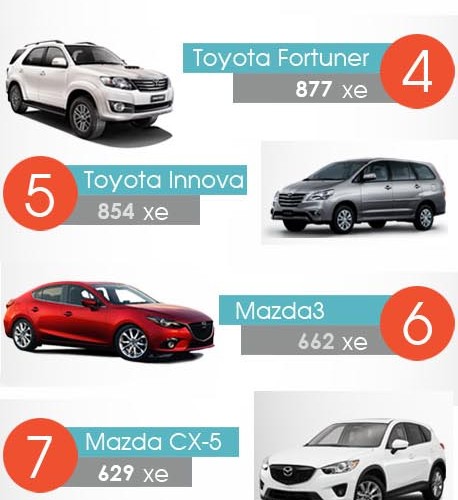 Toyota Fortuner
877 xe
4
5
Toyota Innova
854 xe
Mazda3
662 xe
6
7
Mazda CX-5
629 xe